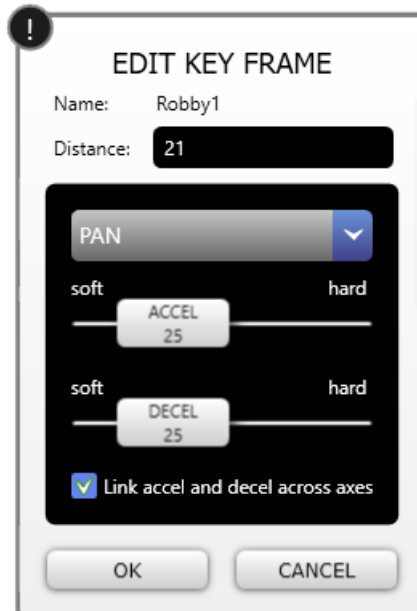 !
EDIT KEY FRAME
Name: Robby1
Distance: 21
PAN
soft hard
ACCEL
25
soft hard
DECEL
25
Link accel and decel across axes
OK CANCEL